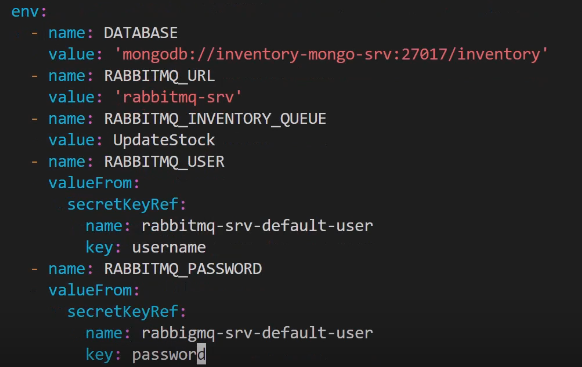 env:
  - name: DATABASE
    value: 'mongodb://inventory-mongo-srv:27017/inventory'
  - name: RABBITMQ_URL
    value: 'rabbitmq-srv'
  - name: RABBITMQ_INVENTORY_QUEUE
    value: UpdateStock
  - name: RABBITMQ_USER
    valueFrom:
      secretKeyRef:
        name: rabbitmq-srv-default-user
        key: username
  - name: RABBITMQ_PASSWORD
    valueFrom:
      secretKeyRef:
        name: rabbigmq-srv-default-user
        key: password